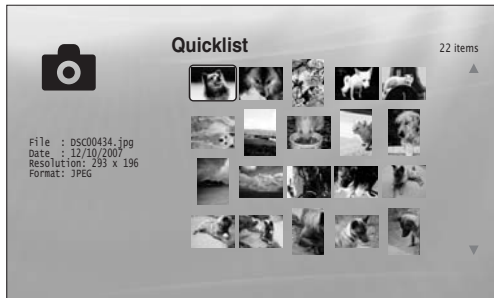 Quicklist
22 items
File : DSC00434.jpg
Date : 12/10/2007
Resolution: 293 x 196
Format: JPEG